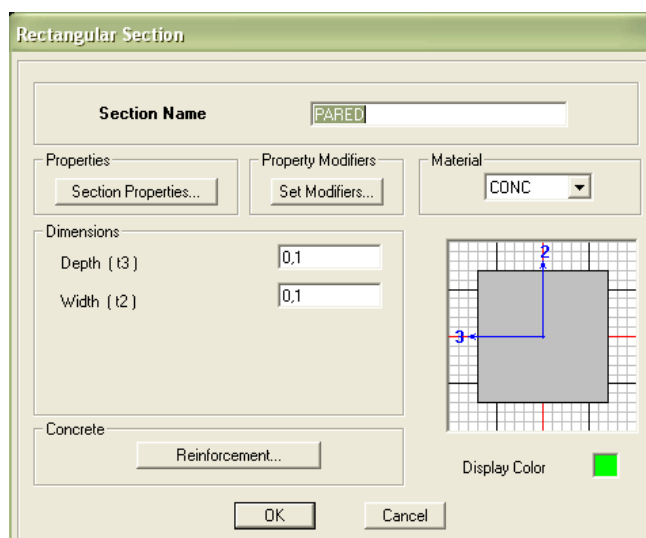 Rectangular Section
Section Name PARED
Properties Property Modifiers Material
Section Properties... Set Modifiers... CONC
Dimensions
Depth ( t3 ) 0,1
Width ( t2 ) 0,1
2
3
Concrete
Reinforcement...
Display Color
OK Cancel